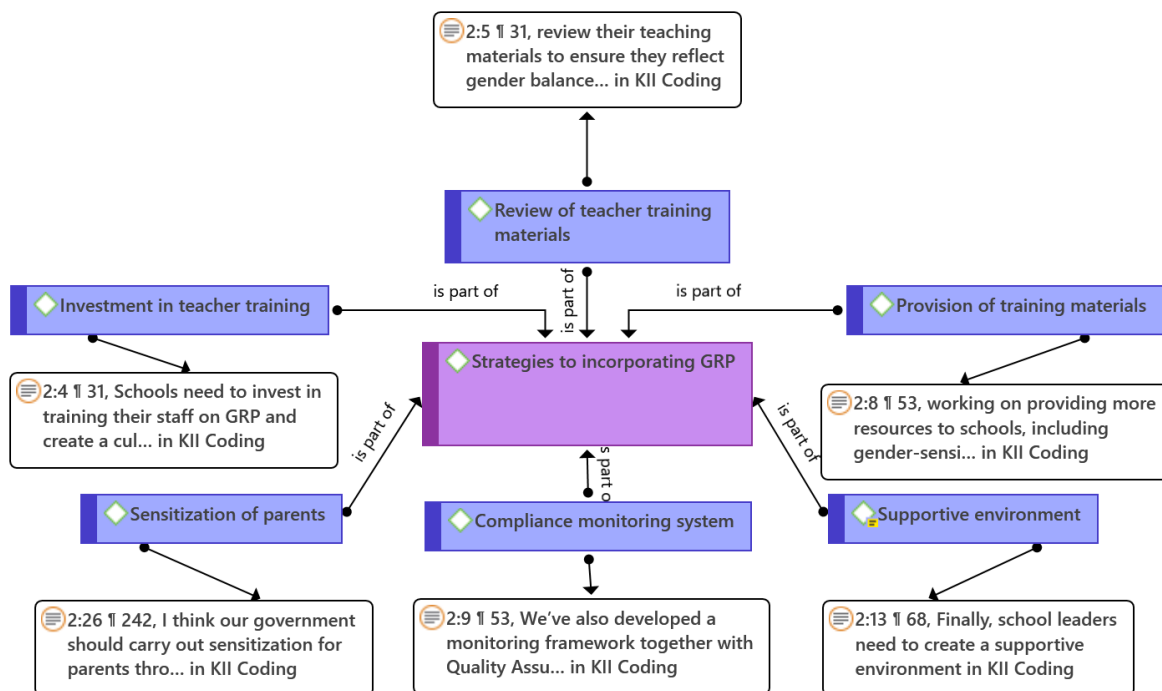 2:5 ¶ 31, review their teaching
materials to ensure they reflect
gender balance... in KII Coding
Review of teacher training
materials
is part of
is part of
is part of
Investment in teacher training
Provision of training materials
Strategies to incorporating GRP
2:4 ¶ 31, Schools need to invest in
training their staff on GRP and
create a cul... in KII Coding
2:8 ¶ 53, working on providing more
resources to schools, including
gender-sensi... in KII Coding
is part of
s part o
is part of
Sensitization of parents
Compliance monitoring system
Supportive environment
2:26 ¶ 242, I think our government
should carry out sensitization for
parents thro... in KII Coding
2:9 ¶ 53, We've also developed a
monitoring framework together with
Quality Assu... in KII Coding
2:13 ¶ 68, Finally, school leaders
need to create a supportive
environment in KII Coding